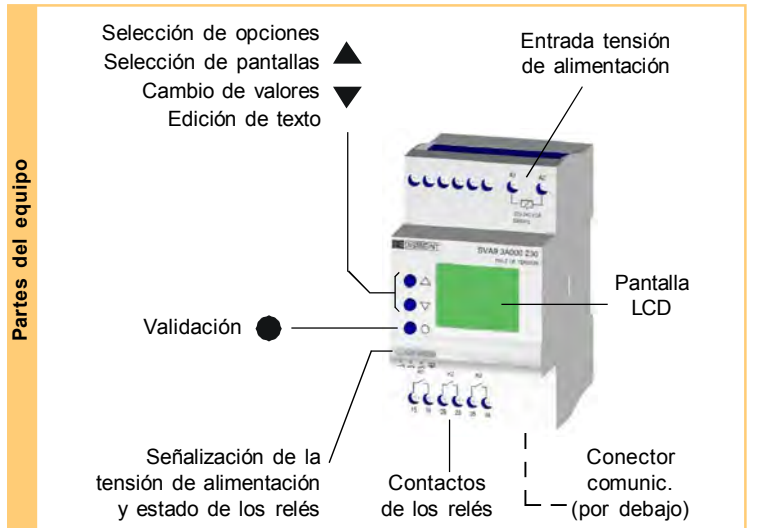 Partes del equipo
Selección de opciones
Selección de pantallas
Cambio de valores
Edición de texto
Entrada tensión
de alimentación
A1 A2
Pantalla
LCD
Validación
Señalización de la
tensión de alimentación
y estado de los relés
Contactos
de los relés
Conector
comunic.
(por debajo)